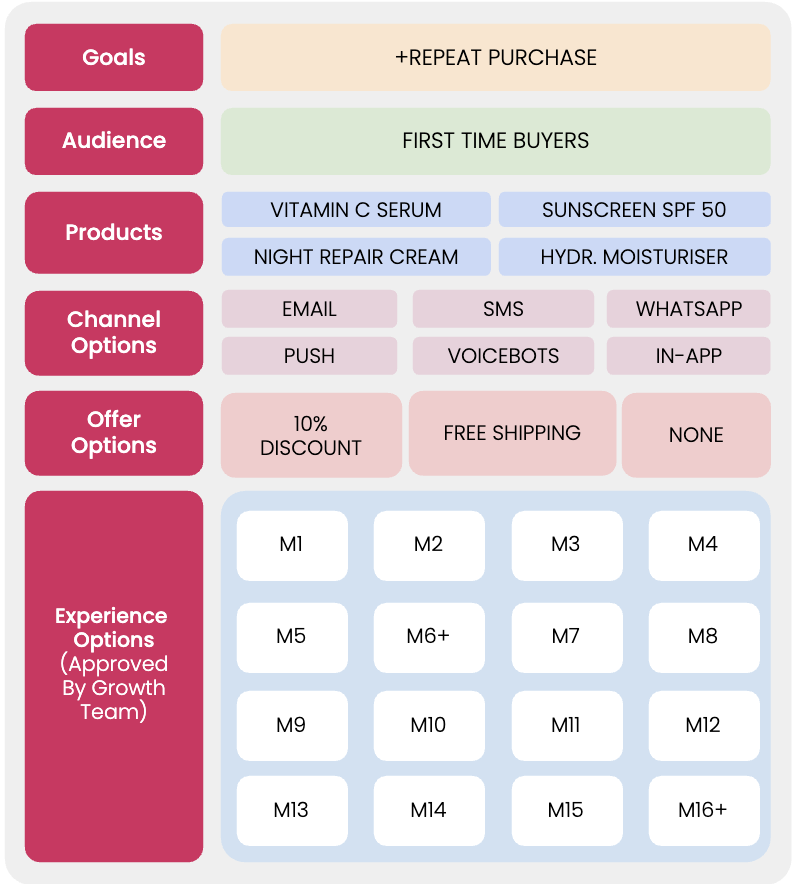 Goals
+REPEAT PURCHASE
Audience
FIRST TIME BUYERS
Products
VITAMIN C SERUM
SUNSCREEN SPF 50
NIGHT REPAIR CREAM
HYDR. MOISTURISER
Channel
Options
EMAIL
SMS
WHATSAPP
PUSH
VOICEBOTS
IN-APP
Offer
Options
10%
DISCOUNT
FREE SHIPPING
NONE
Experience
Options
(Approved
By Growth
Team)
M1
M2
M3
M4
M5
M6+
M7
M8
M9
M10
M11
M12
M13
M14
M15
M16+